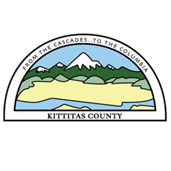 FROM THE CASCADES...TO THE COLUMBIA
KITTITAS COUNTY